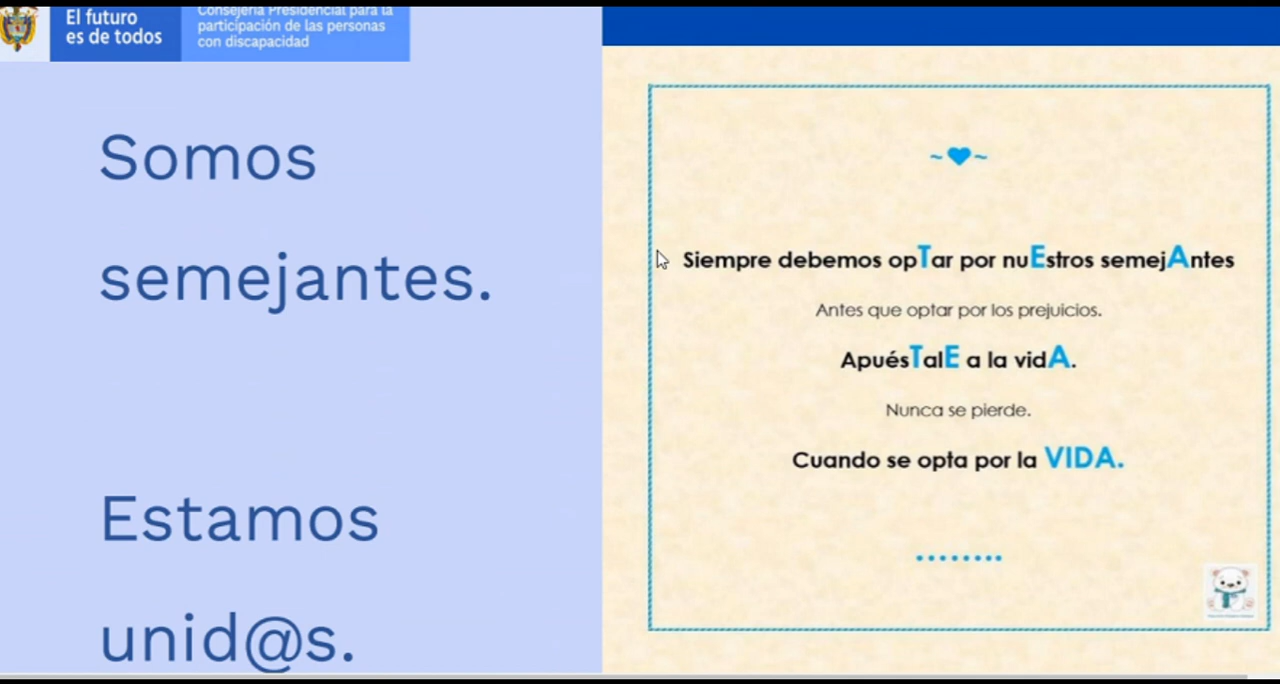 El futuro
es de todos
Consejería Presidencial para la
participación de las personas
con discapacidad
Somos
semejantes.
Estamos
unid@s.
~♥~
Siempre debemos opTar por nuEstros semejAntes
Antes que optar por los prejuicios.
ApuésTalE a la vidA.
Nunca se pierde.
Cuando se opta por la VIDA.
........